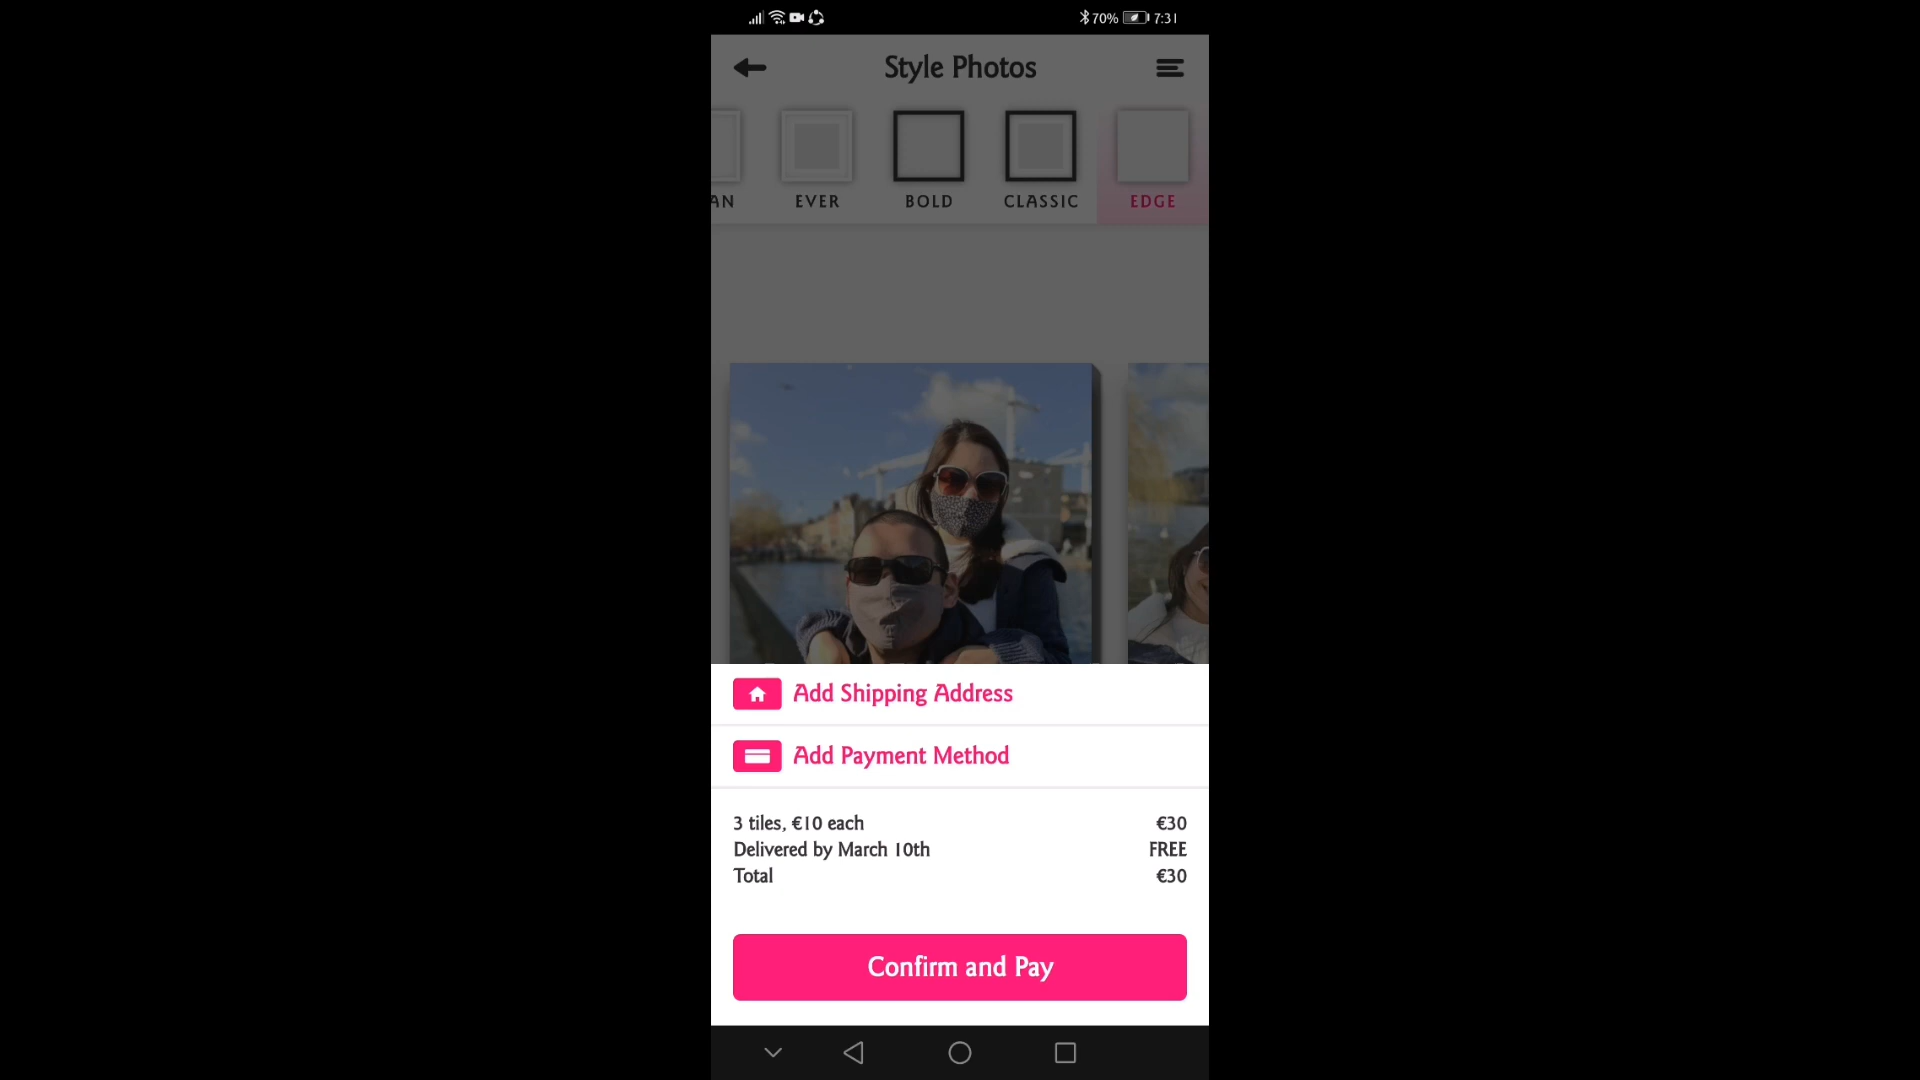 70% 7:31
Style Photos
AN EVER BOLD CLASSIC EDGE
Add Shipping Address
Add Payment Method
3 tiles, €10 each €30
Delivered by March 10th FREE
Total €30
Confirm and Pay